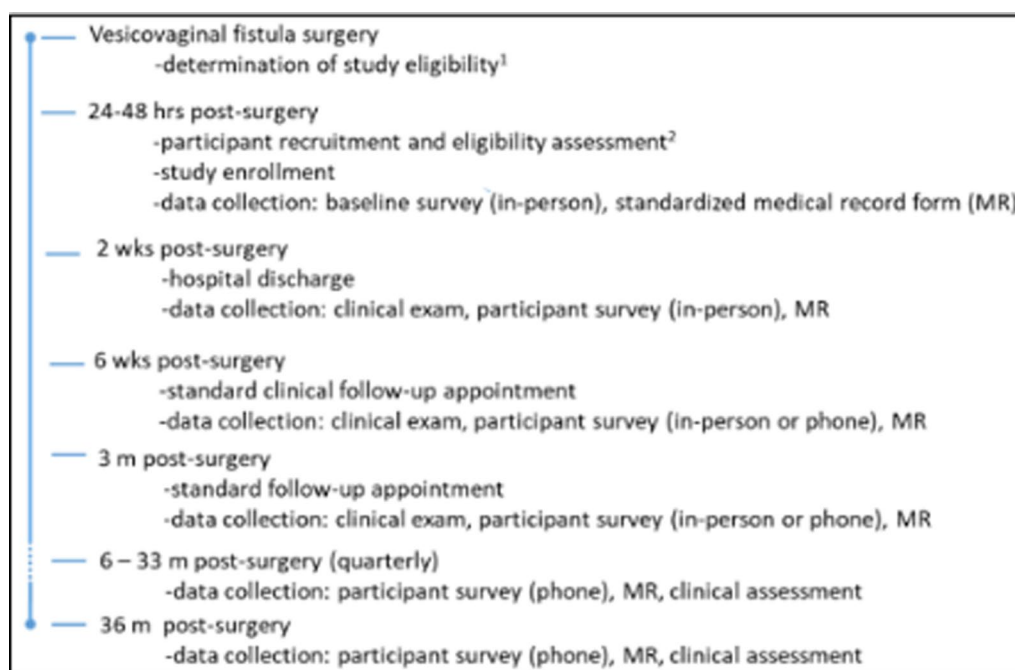 Vesicovaginal fistula surgery
-determination of study eligibility¹
24-48 hrs post-surgery
-participant recruitment and eligibility assessment²
-study enrollment
-data collection: baseline survey (in-person), standardized medical record form (MR)
2 wks post-surgery
-hospital discharge
-data collection: clinical exam, participant survey (in-person), MR
6 wks post-surgery
-standard clinical follow-up appointment
-data collection: clinical exam, participant survey (in-person or phone), MR
3 m post-surgery
-standard follow-up appointment
-data collection: clinical exam, participant survey (in-person or phone), MR
6 – 33 m post-surgery (quarterly)
-data collection: participant survey (phone), MR, clinical assessment
36 m post-surgery
-data collection: participant survey (phone), MR, clinical assessment